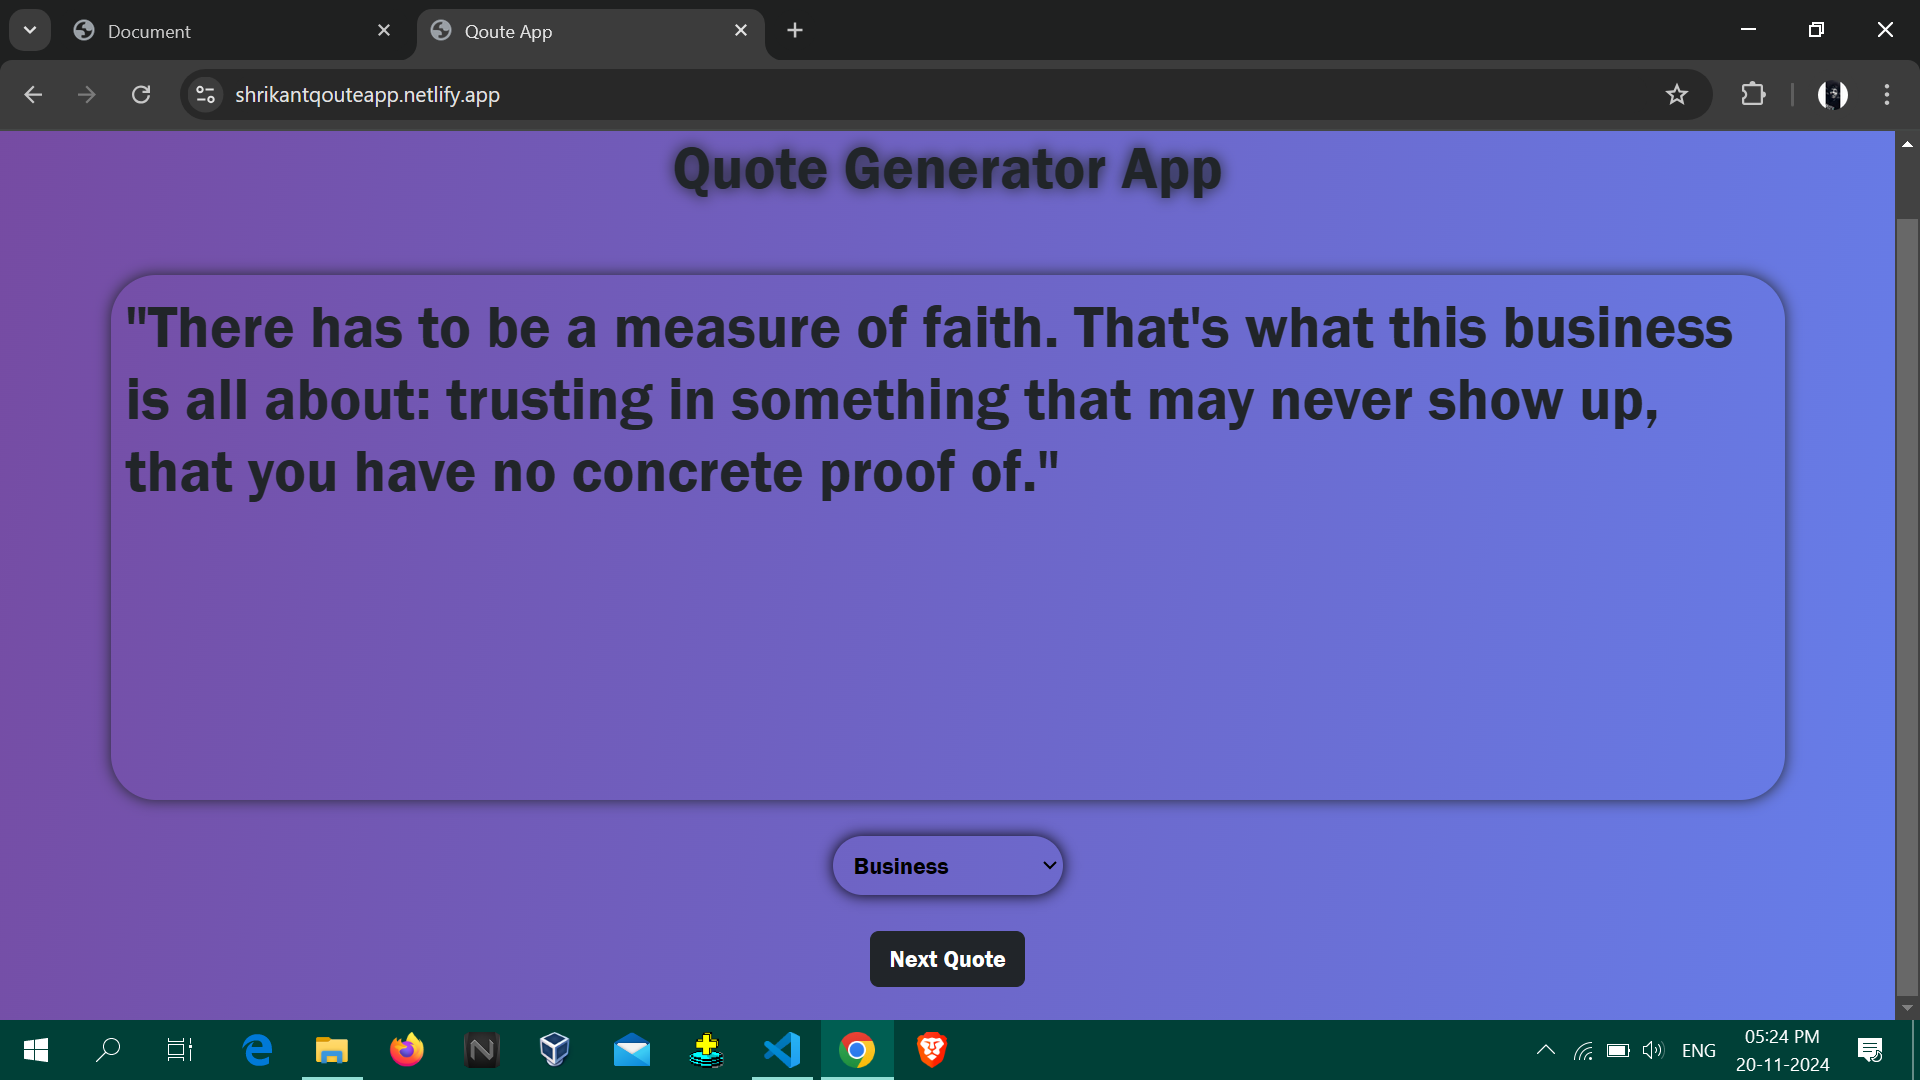 Document
Qoute App
shrikantqouteapp.netlify.app
Quote Generator App
"There has to be a measure of faith. That's what this business
is all about: trusting in something that may never show up,
that you have no concrete proof of."
Business
Next Quote
ENG
05:24 PM
20-11-2024